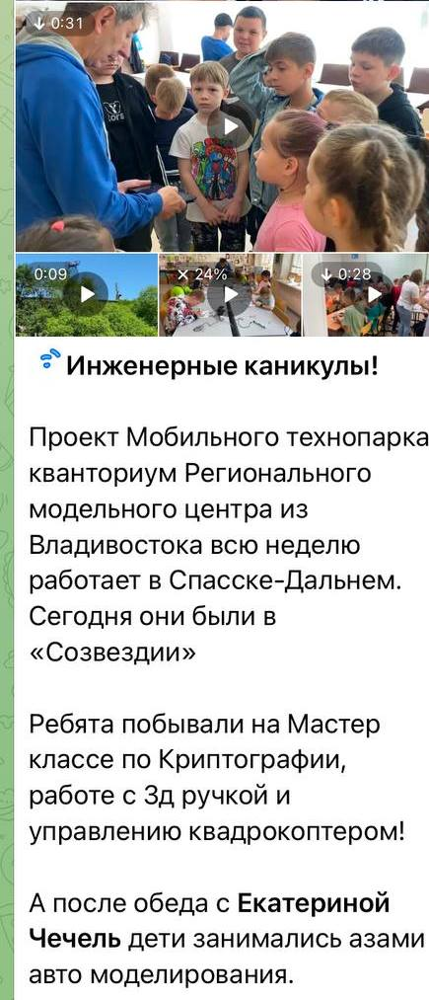 0:31
0:09
24%
0:28
Инженерные каникулы!
Проект Мобильного технопарка
кванториум Регионального
модельного центра из
Владивостока всю неделю
работает в Спасске-Дальнем.
Сегодня они были в
«Созвездии»
Ребята побывали на Мастер
классе по Криптографии,
работе с 3д ручкой и
управлению квадрокоптером!
А после обеда с Екатериной
Чечель дети занимались азами
авто моделирования.